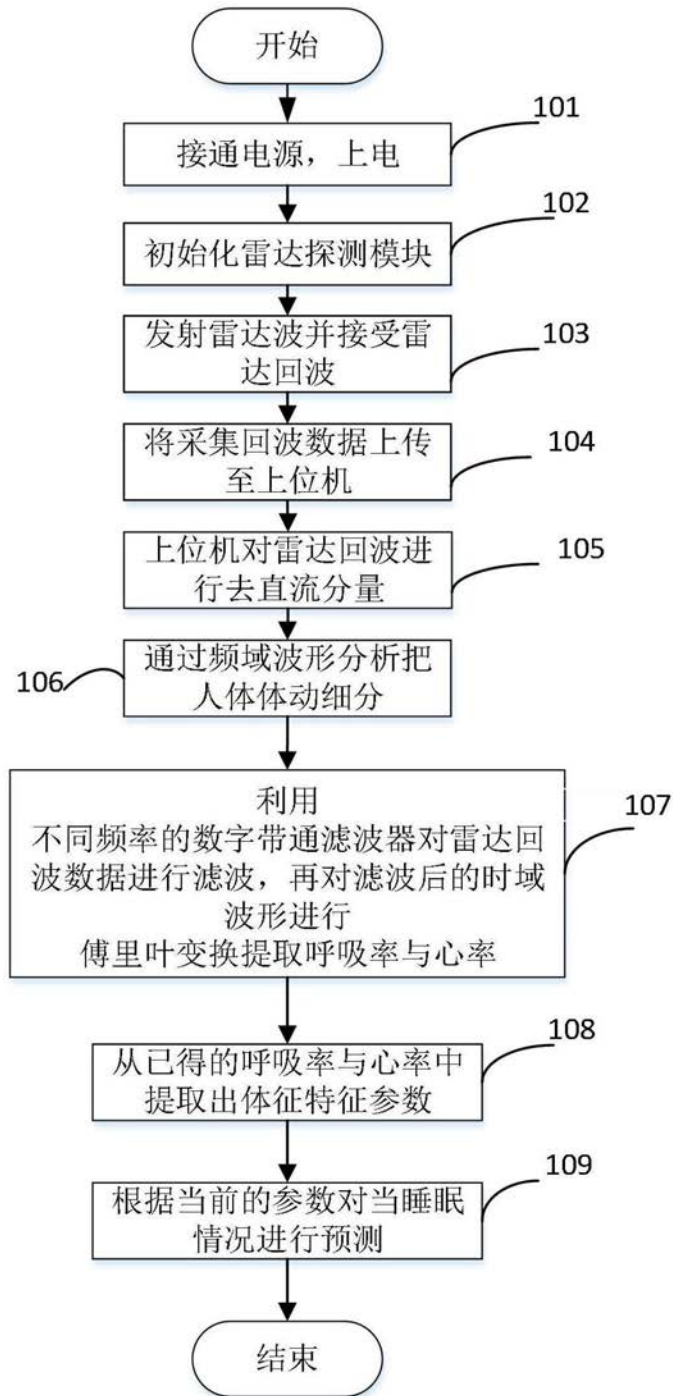 开始
101
接通电源，上电
102
初始化雷达探测模块
发射雷达波并接受雷
达回波
103
将采集回波数据上传
至上位机
104
上位机对雷达回波进
行去直流分量
105
通过频域波形分析把
人体体动细分
106
利用
不同频率的数字带通滤波器对雷达回
波数据进行滤波，再对滤波后的时域
波形进行
傅里叶变换提取呼吸率与心率
107
从已得的呼吸率与心率中
提取出体征特征参数
108
根据当前的参数对当睡眠
情况进行预测
109
结束